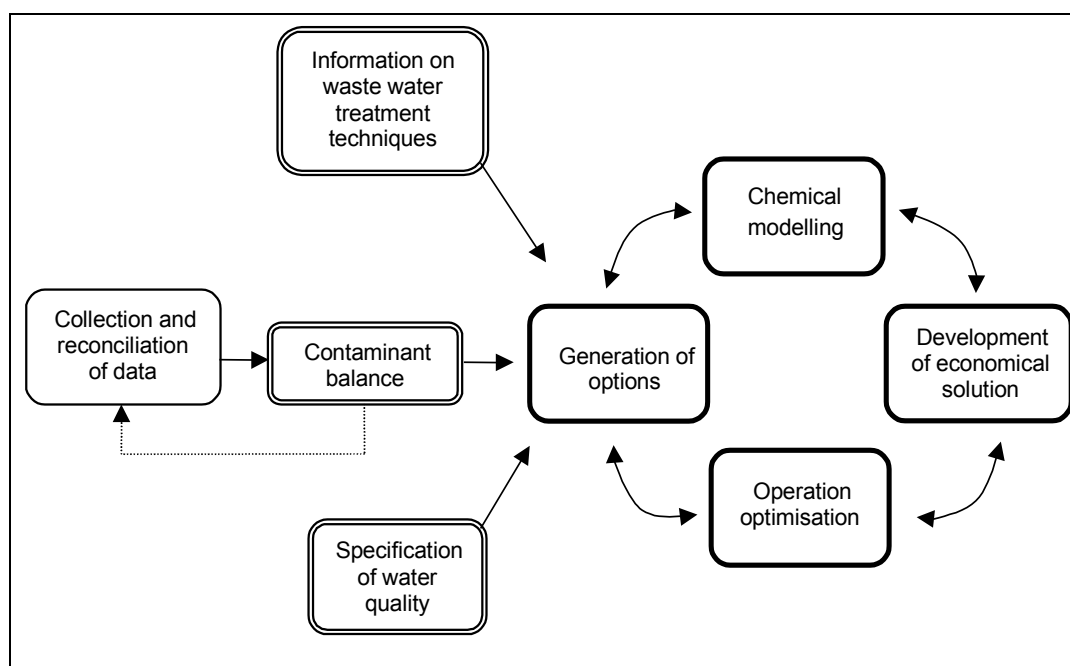 Information on
waste water
treatment
techniques
Chemical
modelling
Collection and
reconciliation
of data
Contaminant
balance
Generation of
options
Development
of economical
solution
Operation
optimisation
Specification
of water
quality